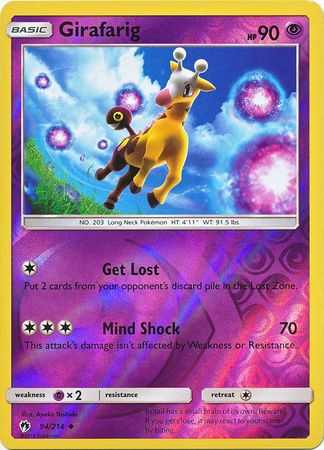 BASIC Girafarig HP 90
NO. 203 Long Neck Pokémon HT: 4'11" WT: 91.5 lbs.
Get Lost
Put 2 cards from your opponent's discard pile in the Lost Zone.
Mind Shock 70
This attack's damage isn't affected by Weakness or Resistance.
weakness ×2 resistance retreat
Illus. Ayaka Yoshida
94/214
©2018 Pokémon
Its tail has a small brain of its own. Beware!
If you get close, it may react to your scent
by biting.